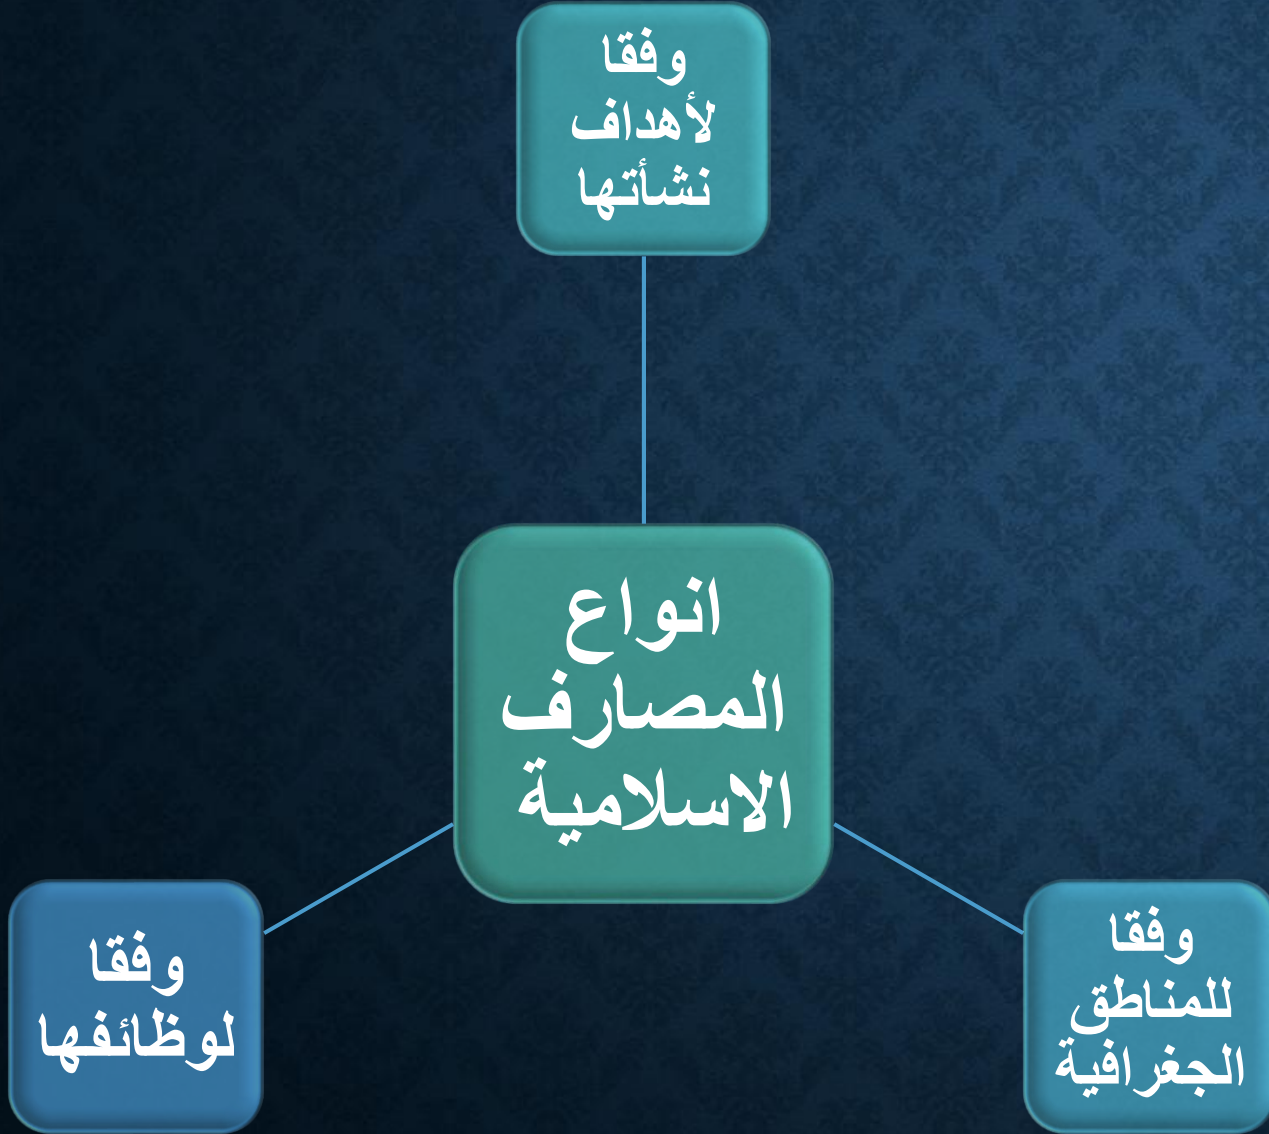 وفقا
لأهداف
نشأتها
انواع
المصارف
الاسلامية
وفقا
للمناطق
الجغرافية
وفقا
لوظائفها